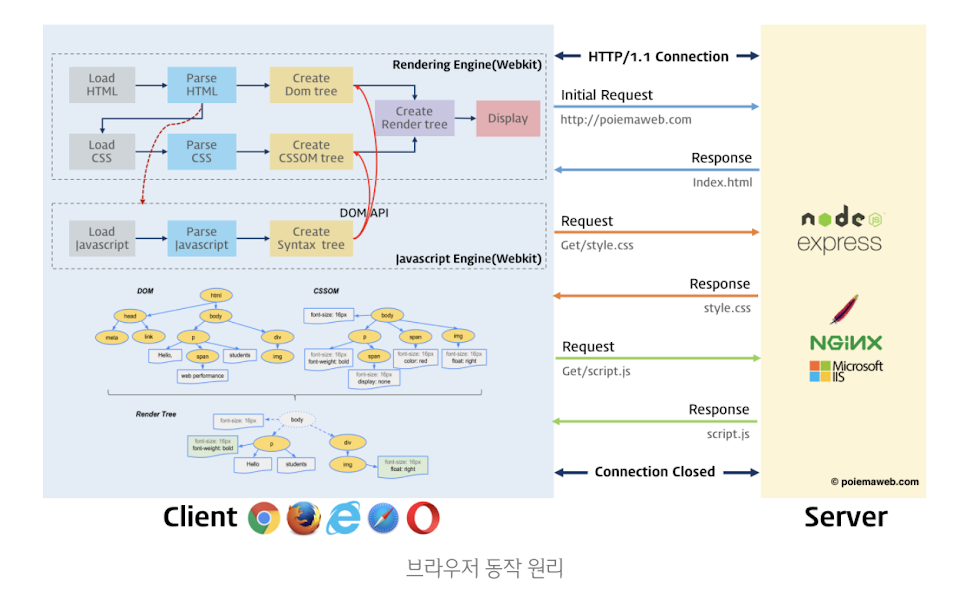 Rendering Engine(Webkit)
Load
HTML
Parse
HTML
Create
Dom tree
Create
Render tree
Display
Load
CSS
Parse
CSS
Create
CSSOM tree
DOM API
Load
Javascript
Parse
Javascript
Create
Syntax tree
Javascript Engine(Webkit)
DOM
html
head
body
meta
link
p
div
Hello,
span
students
img
web performance
CSSOM
font-size: 16px
body
p
span
img
font-size: 16px
font-weight: bold
span
font-size: 16px
color: red
font-size: 16px
float: right
font-size: 16px
display: none
Render Tree
font-size: 16px
body
font-size: 16px
font-weight: bold
p
div
Hello
students
img
font-size: 16px
float: right
HTTP/1.1 Connection
Initial Request
http://poiemaweb.com
Response
Index.html
Request
Get/style.css
Response
style.css
Request
Get/script.js
Response
script.js
Connection Closed
node
JS
express
NGINX
Microsoft
IIS
© poiemaweb.com
Client
Server
브라우저 동작 원리